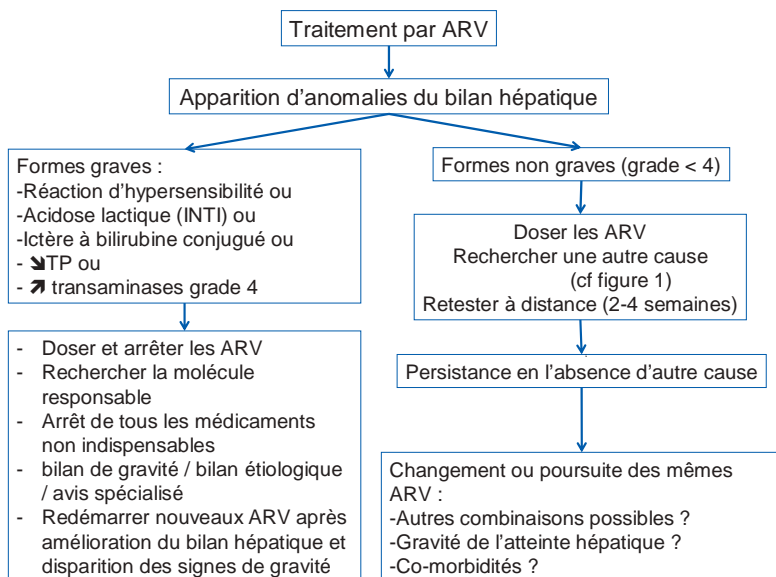 Traitement par ARV
Apparition d'anomalies du bilan hépatique
Formes graves :
-Réaction d'hypersensibilité ou
-Acidose lactique (INTI) ou
-Ictère à bilirubine conjugué ou
- ➘TP ou
- ➚ transaminases grade 4
- Doser et arrêter les ARV
- Rechercher la molécule
responsable
- Arrêt de tous les médicaments
non indispensables
- bilan de gravité / bilan étiologique
/ avis spécialisé
- Redémarrer nouveaux ARV après
amélioration du bilan hépatique et
disparition des signes de gravité
Formes non graves (grade < 4)
Doser les ARV
Rechercher une autre cause
(cf figure 1)
Retester à distance (2-4 semaines)
Persistance en l'absence d'autre cause
Changement ou poursuite des mêmes
ARV :
-Autres combinaisons possibles ?
-Gravité de l'atteinte hépatique ?
-Co-morbidités ?